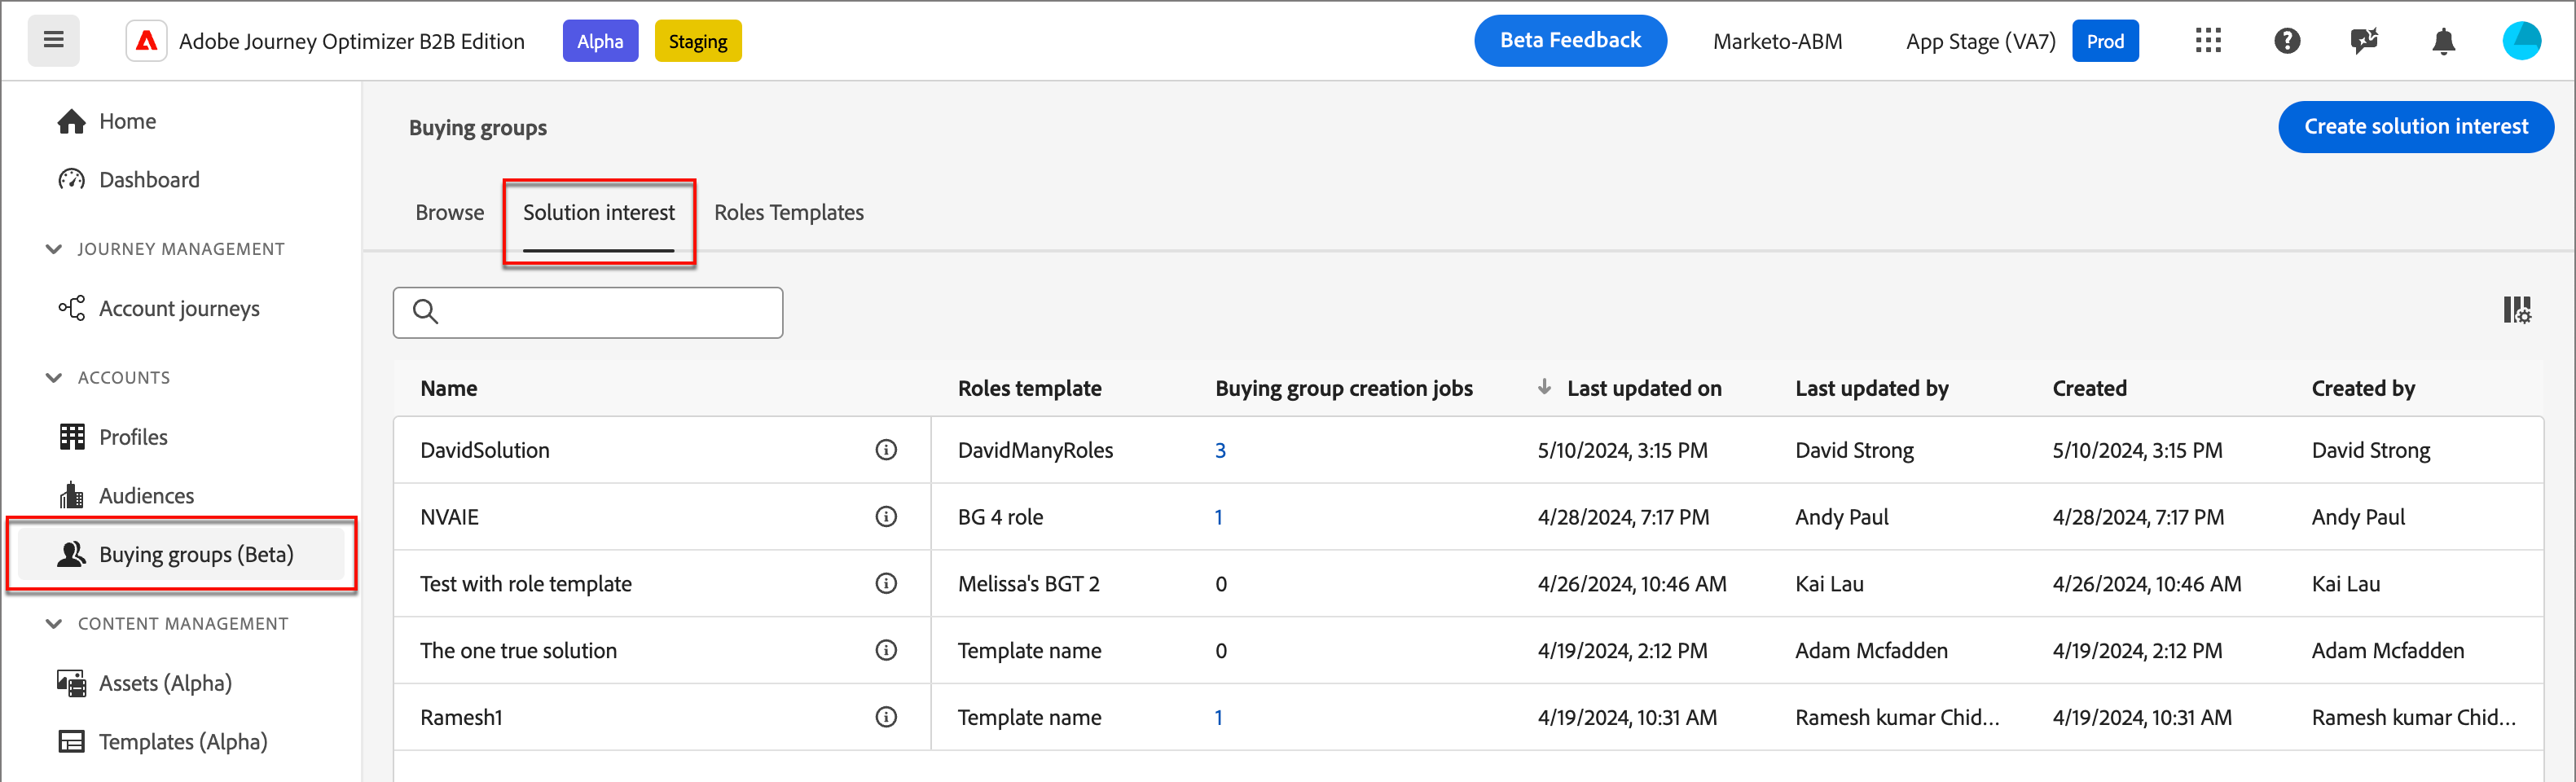 Adobe Journey Optimizer B2B Edition Alpha Staging Beta Feedback Marketo-ABM App Stage (VA7) Prod
Home
Dashboard
JOURNEY MANAGEMENT
Account journeys
ACCOUNTS
Profiles
Audiences
Buying groups (Beta)
CONTENT MANAGEMENT
Assets (Alpha)
Templates (Alpha)
Buying groups
Create solution interest
Browse Solution interest Roles Templates
Name Roles template Buying group creation jobs Last updated on Last updated by Created Created by
DavidSolution DavidManyRoles 3 5/10/2024, 3:15 PM David Strong 5/10/2024, 3:15 PM David Strong
NVAIE BG 4 role 1 4/28/2024, 7:17 PM Andy Paul 4/28/2024, 7:17 PM Andy Paul
Test with role template Melissa's BGT 2 0 4/26/2024, 10:46 AM Kai Lau 4/26/2024, 10:46 AM Kai Lau
The one true solution Template name 0 4/19/2024, 2:12 PM Adam Mcfadden 4/19/2024, 2:12 PM Adam Mcfadden
Ramesh1 Template name 1 4/19/2024, 10:31 AM Ramesh kumar Chid... 4/19/2024, 10:31 AM Ramesh kumar Chid...